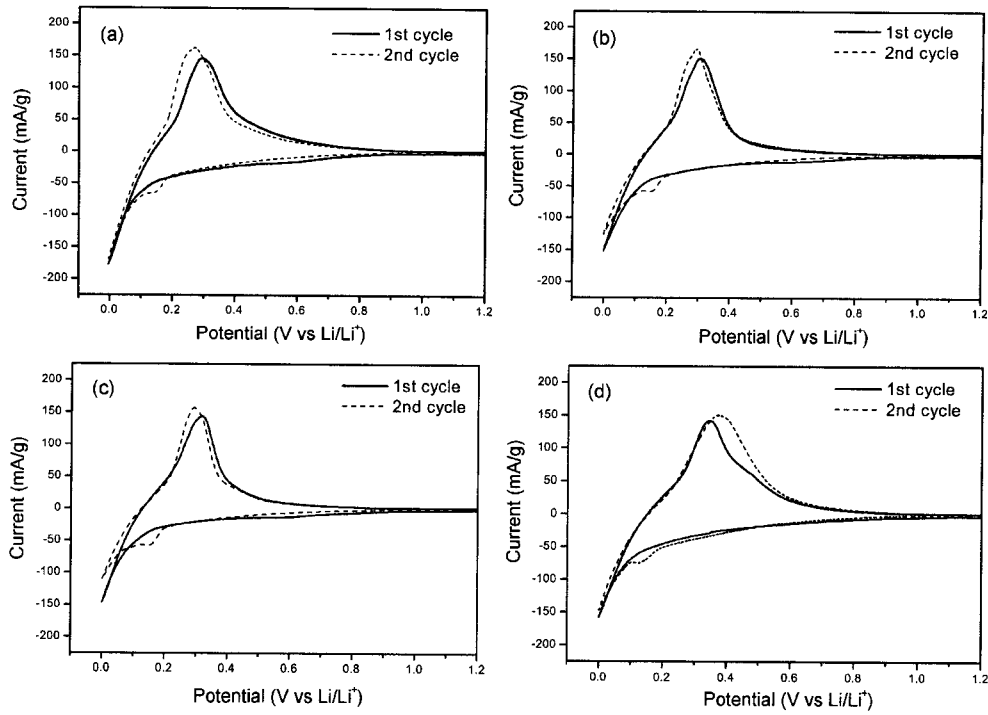 (a)
1st cycle
2nd cycle
200
150
100
50
0
-50
-100
-150
-200
Current (mA/g)
0.0 0.2 0.4 0.6 0.8 1.0 1.2
Potential (V vs Li/Li⁺)
(b)
1st cycle
2nd cycle
200
150
100
50
0
-50
-100
-150
-200
Current (mA/g)
0.0 0.2 0.4 0.6 0.8 1.0 1.2
Potential (V vs Li/Li⁺)
(c)
1st cycle
2nd cycle
200
150
100
50
0
-50
-100
-150
-200
Current (mA/g)
0.0 0.2 0.4 0.6 0.8 1.0 1.2
Potential (V vs Li/Li⁺)
(d)
1st cycle
2nd cycle
200
150
100
50
0
-50
-100
-150
-200
Current (mA/g)
0.0 0.2 0.4 0.6 0.8 1.0 1.2
Potential (V vs Li/Li⁺)